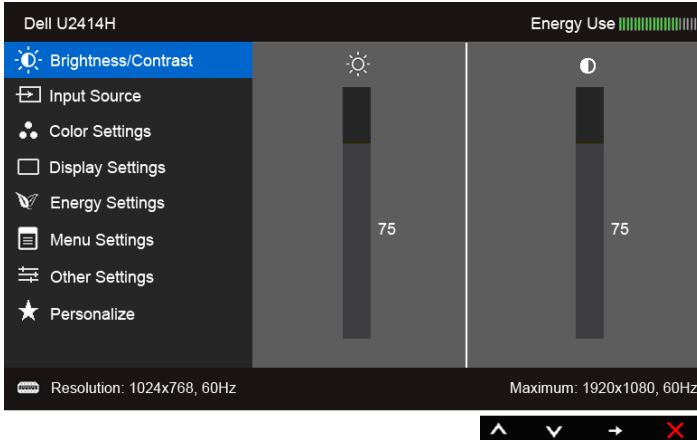 Dell U2414H
Energy Use
Brightness/Contrast
Input Source
Color Settings
Display Settings
Energy Settings
Menu Settings
Other Settings
Personalize
75
75
Resolution: 1024x768, 60Hz
Maximum: 1920x1080, 60Hz